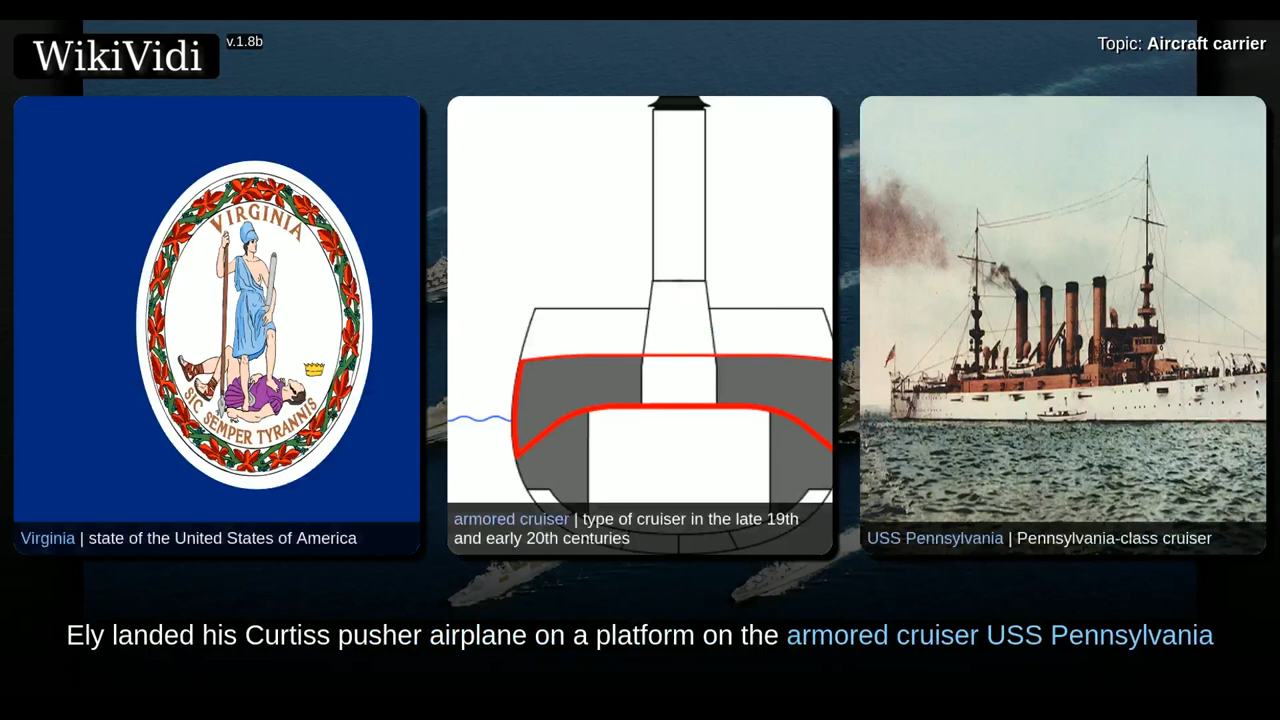 WikiVidi
v.1.8b
Topic: Aircraft carrier
VIRGINIA
SIC SEMPER TYRANNIS
Virginia | state of the United States of America
armored cruiser | type of cruiser in the late 19th
and early 20th centuries
USS Pennsylvania | Pennsylvania-class cruiser
Ely landed his Curtiss pusher airplane on a platform on the armored cruiser USS Pennsylvania